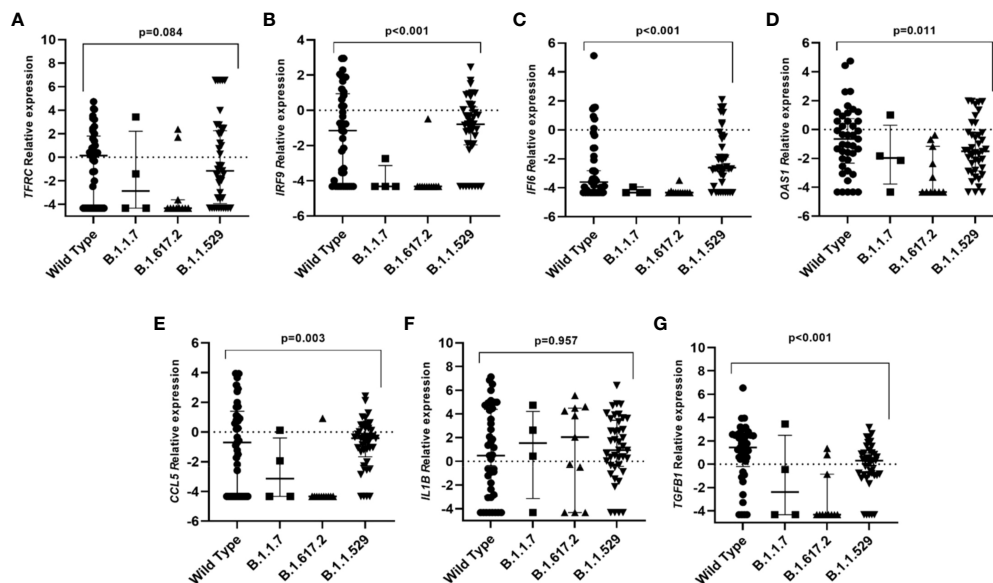 A
p=0.084
TFRC Relative expression
10
8
6
4
2
0
-2
-4
Wild Type
B.1.1.7
B.1.617.2
B.1.1.529
B
p<0.001
IRF9 Relative expression
4
2
0
-2
-4
-6
Wild Type
B.1.1.7
B.1.617.2
B.1.1.529
C
p<0.001
IFI6 Relative expression
6
4
2
0
-2
-4
-6
Wild Type
B.1.1.7
B.1.617.2
B.1.1.529
D
p=0.011
OAS1 Relative expression
6
4
2
0
-2
-4
-6
Wild Type
B.1.1.7
B.1.617.2
B.1.1.529
E
p=0.003
CCL5 Relative expression
6
4
2
0
-2
-4
-6
Wild Type
B.1.1.7
B.1.617.2
B.1.1.529
F
p=0.957
IL1B Relative expression
10
8
6
4
2
0
-2
-4
Wild Type
B.1.1.7
B.1.617.2
B.1.1.529
G
p<0.001
TGFB1 Relative expression
10
8
6
4
2
0
-2
-4
Wild Type
B.1.1.7
B.1.617.2
B.1.1.529